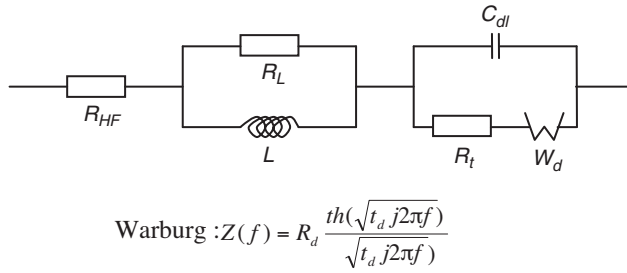 C_dl
R_L
R_HF
L
R_t W_d
Warburg : Z(f) = R_d th(√(t_d j2πf)) / √(t_d j2πf))